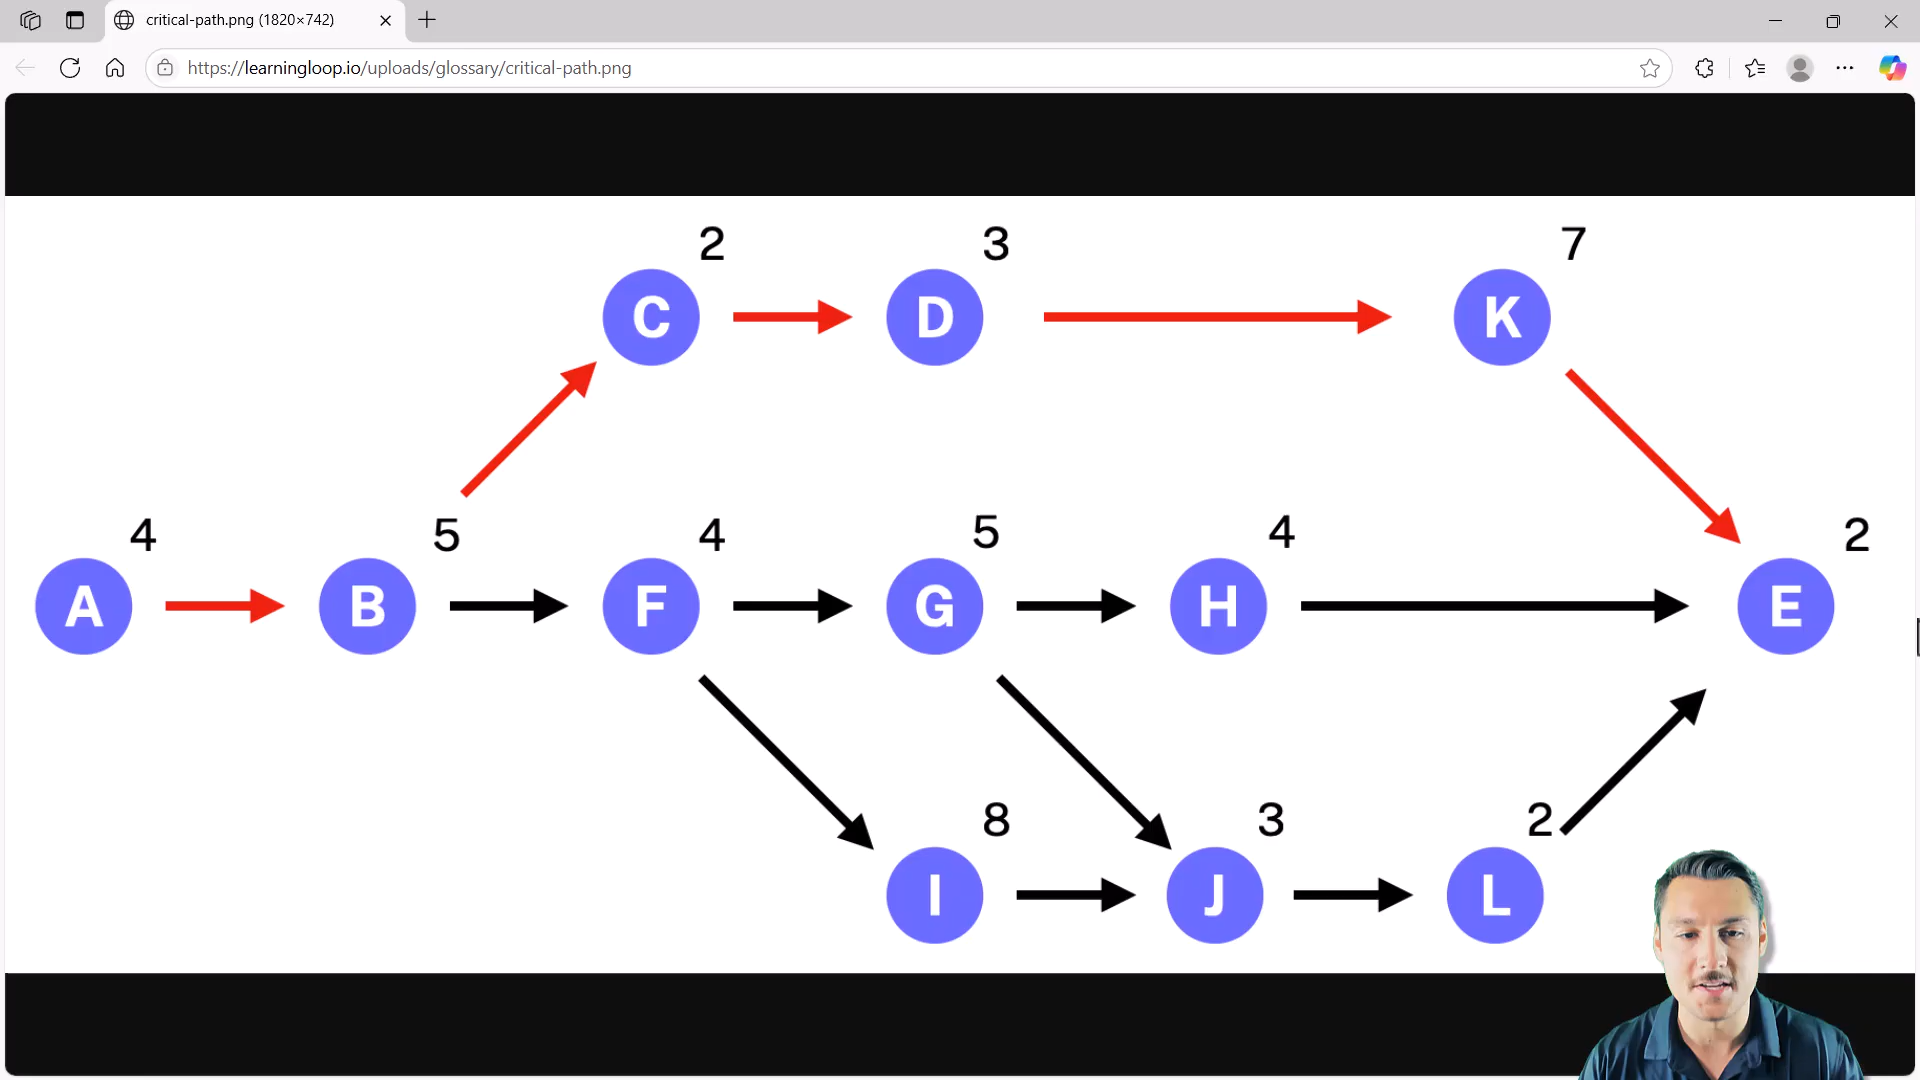 critical-path.png (1820×742)
https://learningloop.io/uploads/glossary/critical-path.png
2
3
7
C
D
K
4
5
4
5
4
2
A
B
F
G
H
E
8
3
2
I
J
L